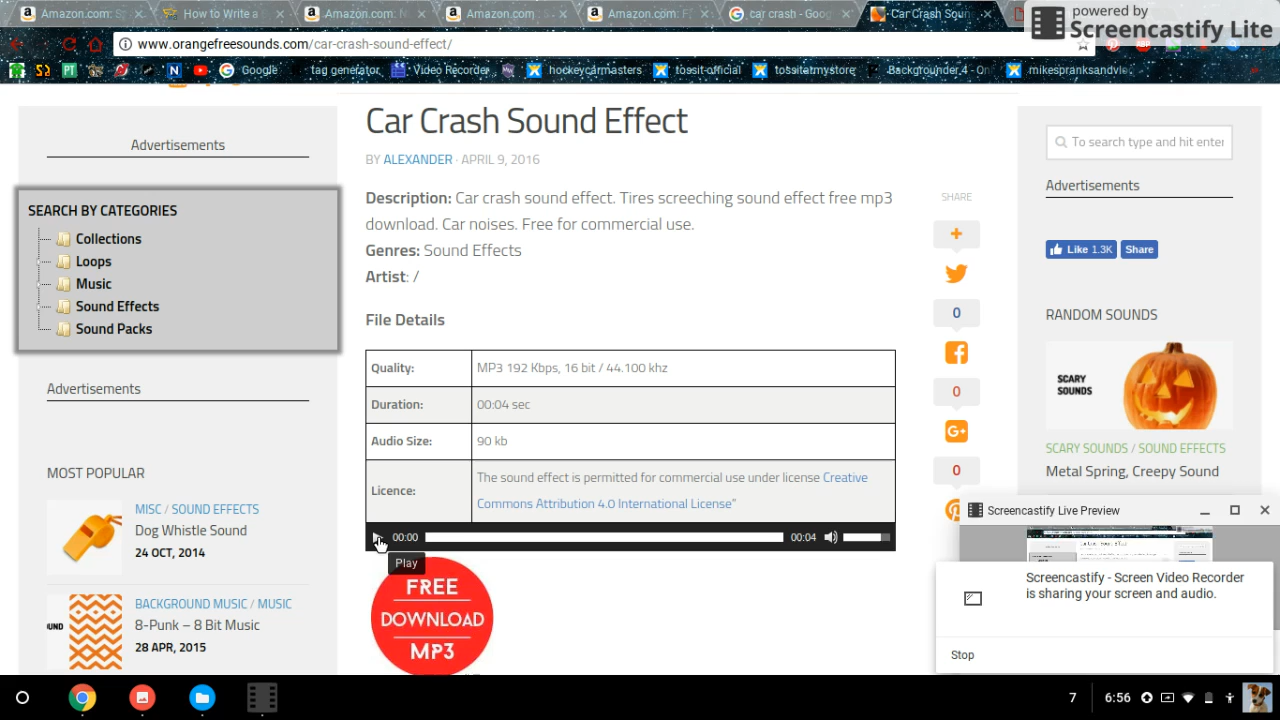 Amazon.com: S
How to Write a
Amazon.com: N
Amazon.com
Amazon.com: F
car crash - Goog
Car Crash Soun
powered by
Screencastify Lite
www.orangefreesounds.com/car-crash-sound-effect/
Google
tag generator
Video Recorder
hockeycarmasters
tossit-official
tossitatmystore
Backgrounder 4 - On
mikespranksandvlo
Car Crash Sound Effect
BY ALEXANDER · APRIL 9, 2016
Advertisements
SEARCH BY CATEGORIES
Collections
Loops
Music
Sound Effects
Sound Packs
Advertisements
MOST POPULAR
MISC / SOUND EFFECTS
Dog Whistle Sound
24 OCT, 2014
BACKGROUND MUSIC / MUSIC
8-Punk – 8 Bit Music
28 APR, 2015
Description: Car crash sound effect. Tires screeching sound effect free mp3
download. Car noises. Free for commercial use.
Genres: Sound Effects
Artist: /
File Details
Quality: MP3 192 Kbps, 16 bit / 44.100 khz
Duration: 00:04 sec
Audio Size: 90 kb
Licence: The sound effect is permitted for commercial use under license Creative
Commons Attribution 4.0 International License"
00:00
00:04
Play
FREE
DOWNLOAD
MP3
SHARE
+
0
0
G+
0
To search type and hit enter
Advertisements
Like 1.3K
Share
RANDOM SOUNDS
SCARY
SOUNDS
SCARY SOUNDS / SOUND EFFECTS
Metal Spring, Creepy Sound
Screencastify Live Preview
Screencastify - Screen Video Recorder
is sharing your screen and audio.
Stop
7
6:56